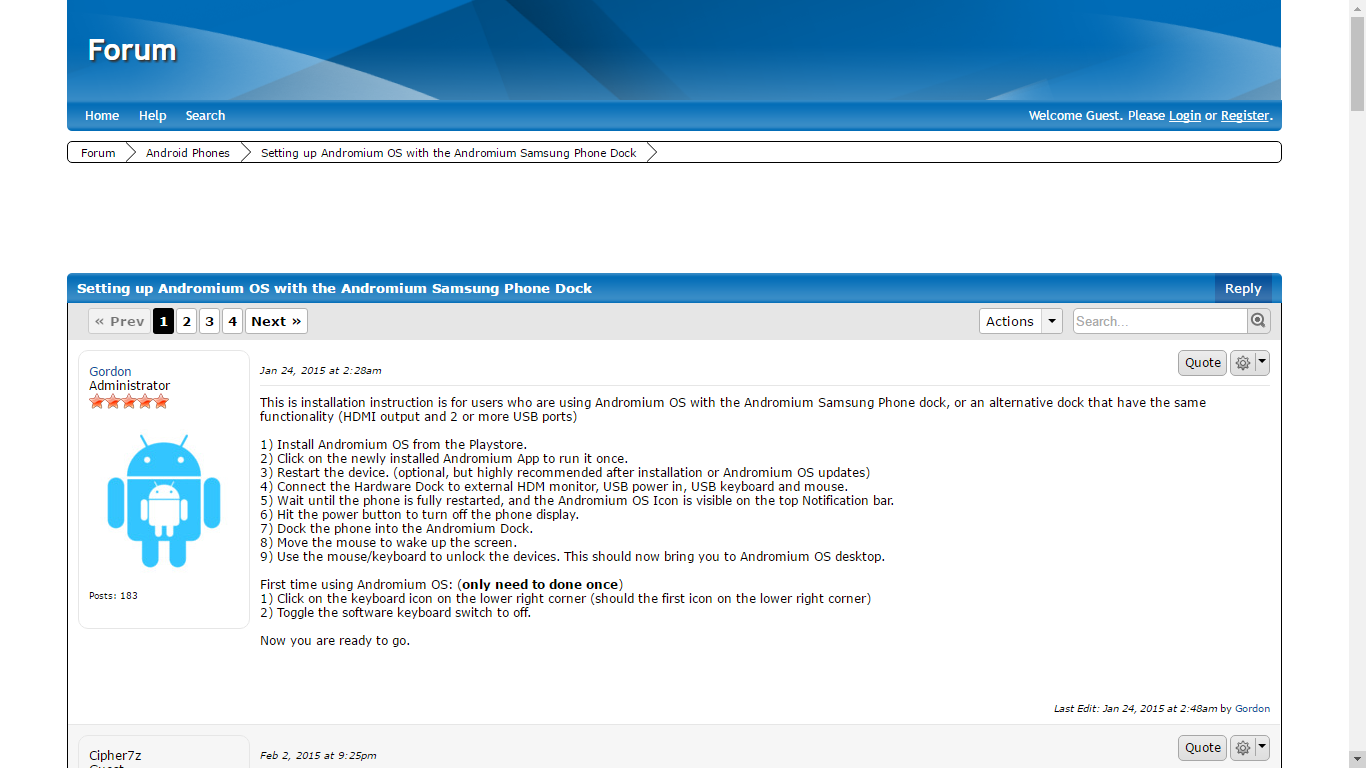 Forum
Home Help Search Welcome Guest. Please Login or Register.
Forum Android Phones Setting up Andromium OS with the Andromium Samsung Phone Dock
Setting up Andromium OS with the Andromium Samsung Phone Dock Reply
« Prev 1 2 3 4 Next » Actions Search...
Gordon
Administrator
Posts: 183
Jan 24, 2015 at 2:28am Quote
This is installation instruction is for users who are using Andromium OS with the Andromium Samsung Phone dock, or an alternative dock that have the same
functionality (HDMI output and 2 or more USB ports)
1) Install Andromium OS from the Playstore.
2) Click on the newly installed Andromium App to run it once.
3) Restart the device. (optional, but highly recommended after installation or Andromium OS updates)
4) Connect the Hardware Dock to external HDM monitor, USB power in, USB keyboard and mouse.
5) Wait until the phone is fully restarted, and the Andromium OS Icon is visible on the top Notification bar.
6) Hit the power button to turn off the phone display.
7) Dock the phone into the Andromium Dock.
8) Move the mouse to wake up the screen.
9) Use the mouse/keyboard to unlock the devices. This should now bring you to Andromium OS desktop.
First time using Andromium OS: (only need to done once)
1) Click on the keyboard icon on the lower right corner (should the first icon on the lower right corner)
2) Toggle the software keyboard switch to off.
Now you are ready to go.
Last Edit: Jan 24, 2015 at 2:48am by Gordon
Cipher7z
Guest
Feb 2, 2015 at 9:25pm Quote